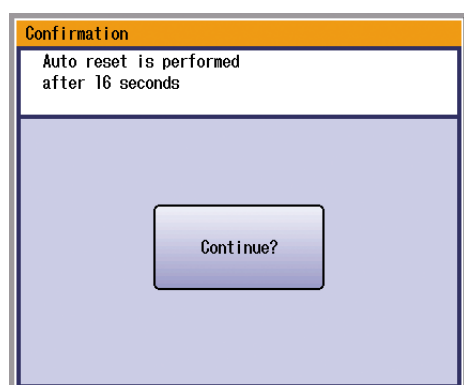 Confirmation
Auto reset is performed
after 16 seconds
Continue?